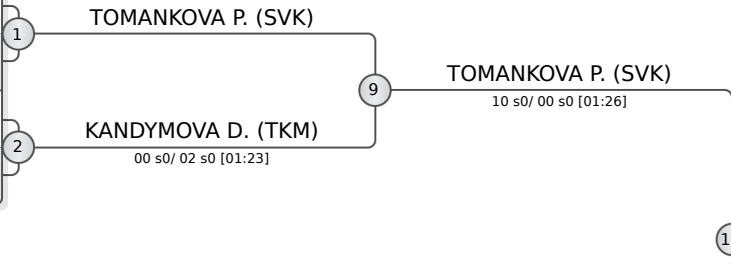 TOMANKOVA P. (SVK)
1
9
TOMANKOVA P. (SVK)
10 s0/ 00 s0 [01:26]
KANDYMOVA D. (TKM)
2
00 s0/ 02 s0 [01:23]